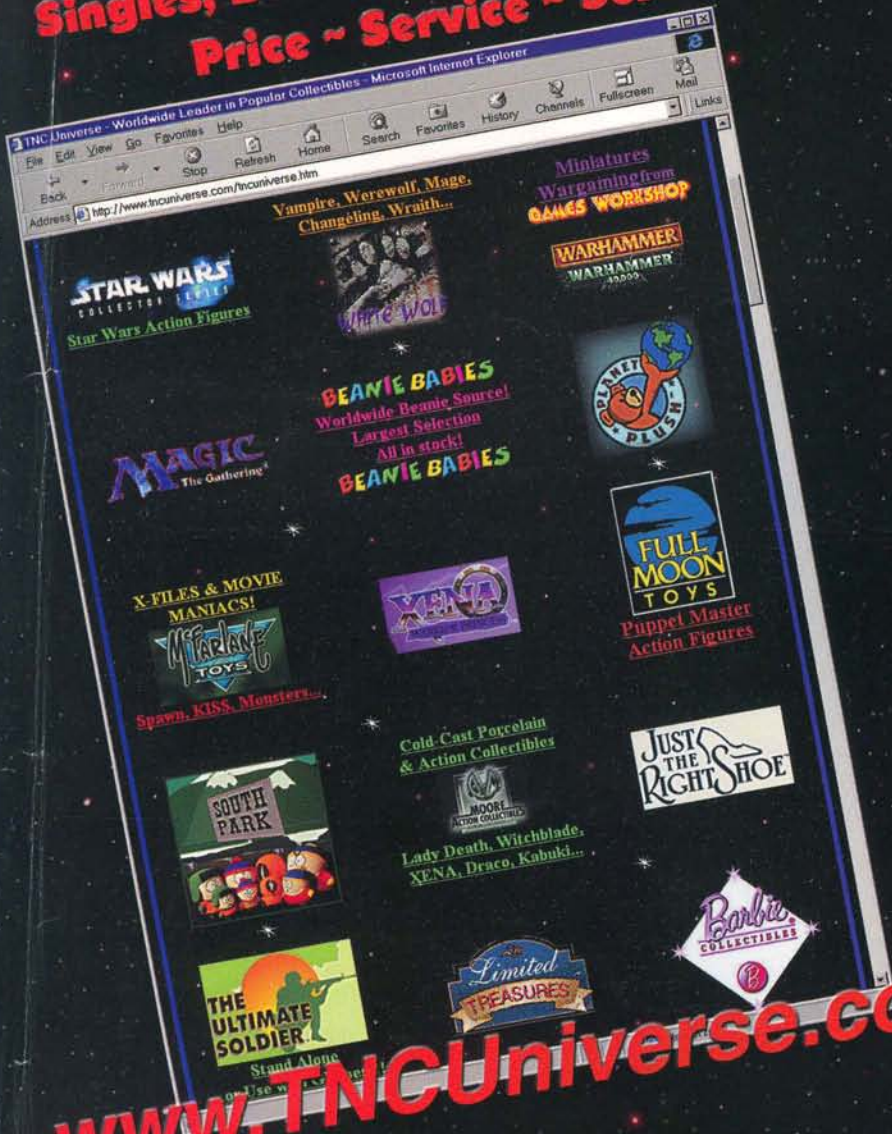 Singles,
Price ~ Service ~
TNC Universe - Worldwide Leader in Popular Collectibles - Microsoft Internet Explorer
File Edit View Go Favorites Help
Back Forward Stop Refresh Home Search Favorites History Channels Fullscreen Mail
Address http://www.tncuniverse.com/tncuniverse.htm Links
STAR WARS
COLLECTOR SERIES
Star Wars Action Figures
Vampire, Werewolf, Mage,
Changeling, Wraith...
WHITE WOLF
Miniatures
Wargaming from
GAMES WORKSHOP
WARHAMMER
WARHAMMER
40,000
MAGIC
The Gathering®
BEANIE BABIES
Worldwide Beanie Source!
Largest Selection
All in stock!
BEANIE BABIES
PLANET
PLUSH
X-FILES & MOVIE
MANIACS!
McFARLANE
TOYS
Spawn, KISS, Monsters...
XENA
FULL
MOON
TOYS
Puppet Master
Action Figures
SOUTH
PARK
Cold-Cast Porcelain
& Action Collectibles
MOORE
ACTION COLLECTIBLES
Lady Death, Witchblade,
XENA, Draco, Kabuki...
JUST
THE
RIGHT SHOE™
THE
ULTIMATE
SOLDIER
Stand Alone
or Use with
Limited
TREASURES
Barbie
COLLECTIBLES
B
www.TNCUniverse.co